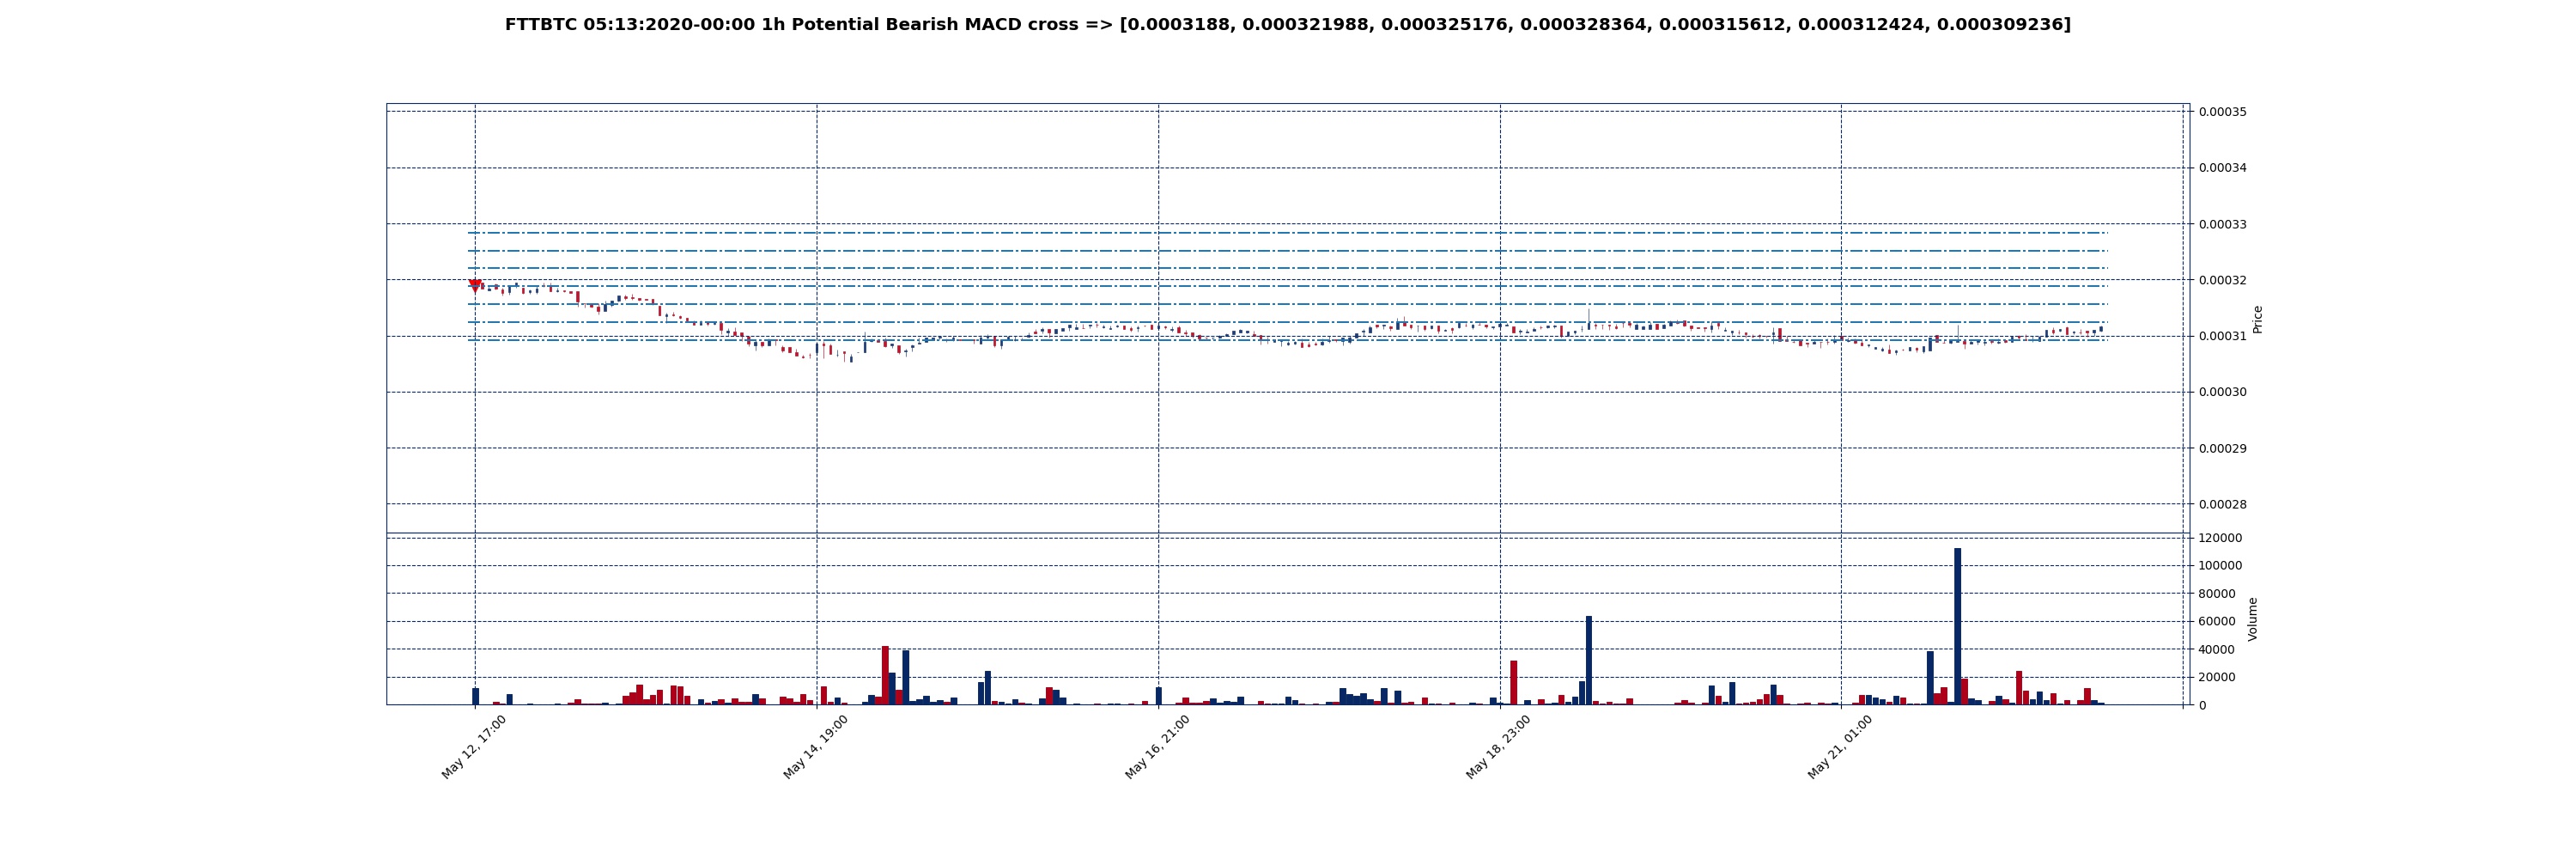 FTTBTC 05:13:2020-00:00 1h Potential Bearish MACD cross => [0.0003188, 0.000321988, 0.000325176, 0.000328364, 0.000315612, 0.000312424, 0.000309236]
0.00035
0.00034
0.00033
0.00032
0.00031
0.00030
0.00029
0.00028
Price
120000
100000
80000
60000
40000
20000
0
Volume
May 12, 17:00
May 14, 19:00
May 16, 21:00
May 18, 23:00
May 21, 01:00